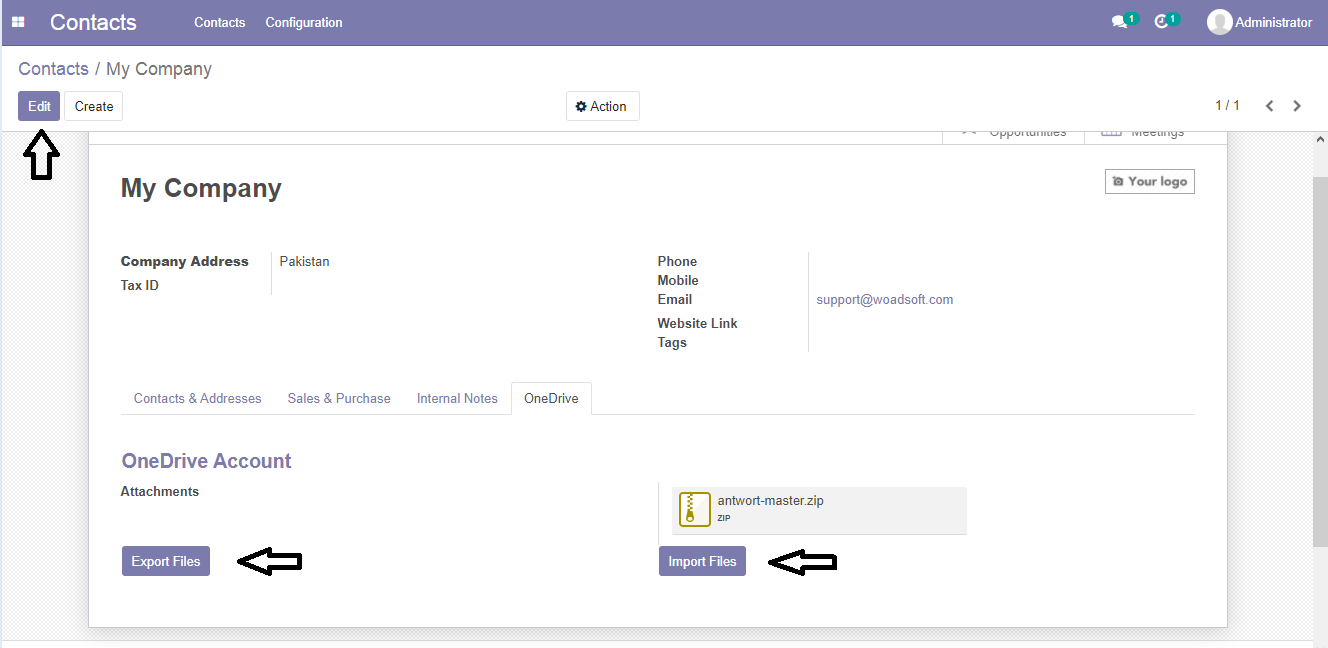 Contacts Contacts Configuration 1 1 Administrator
Contacts / My Company
Edit Create Action 1 / 1
Opportunities Meetings
My Company Your logo
Company Address Pakistan Phone
Tax ID Mobile
Email support@woadsoft.com
Website Link
Tags
Contacts & Addresses Sales & Purchase Internal Notes OneDrive
OneDrive Account
Attachments antwort-master.zip
ZIP
Export Files Import Files